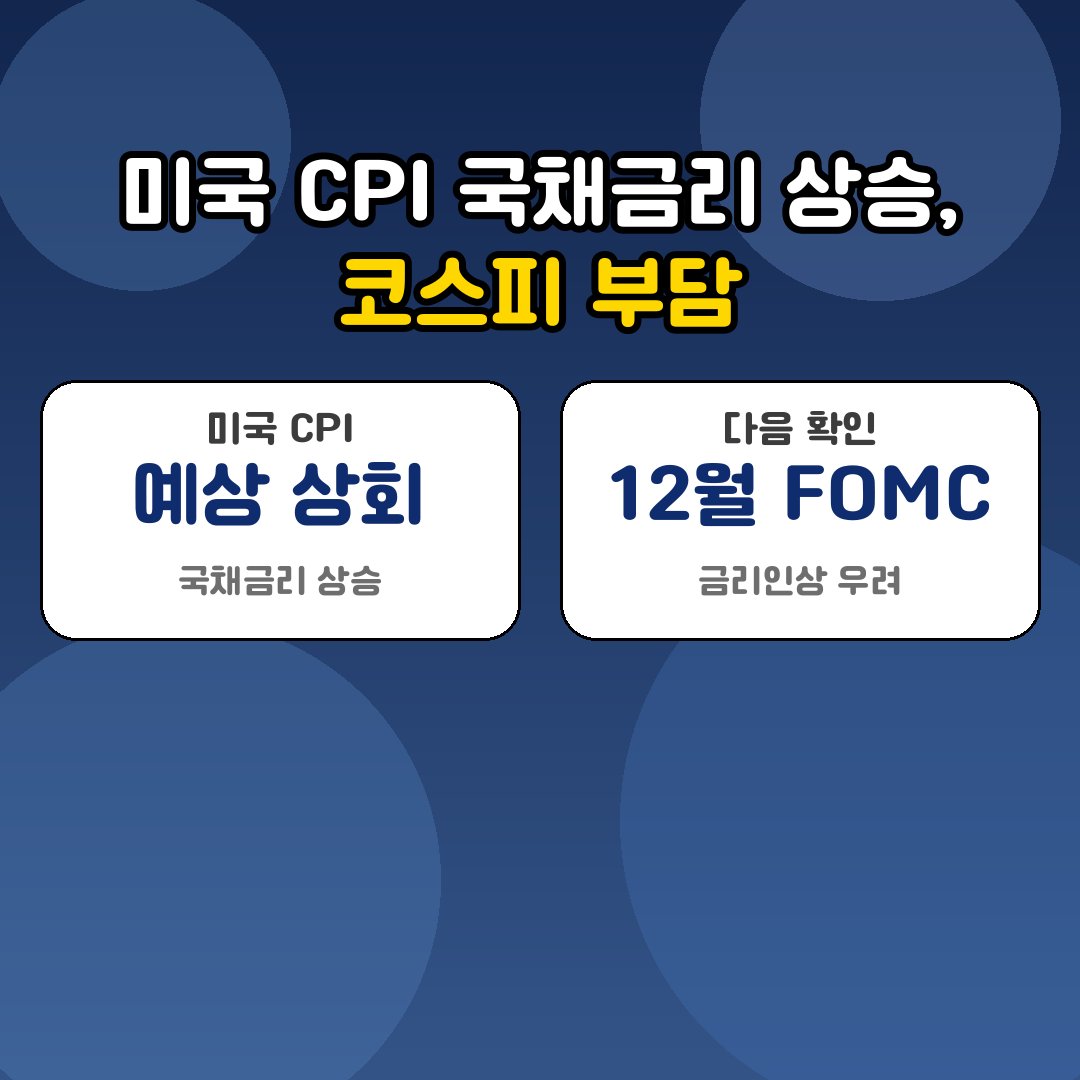 미국 CPI 국채금리 상승,
코스피 부담
미국 CPI
예상 상회
국채금리 상승
다음 확인
12월 FOMC
금리인상 우려